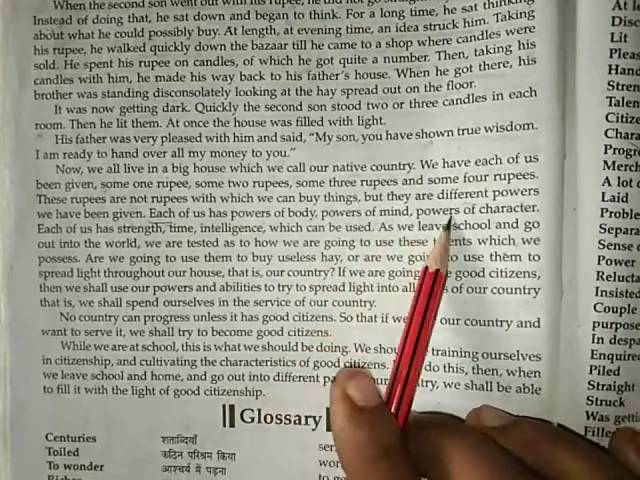 When the second son went out with his rupee, he did not go
Instead of doing that, he sat down and began to think. For a long time, he sat thinking
about what he could possibly buy. At length, at evening time, an idea struck him. Taking
his rupee, he walked quickly down the bazaar till he came to a shop where candles were
sold. He spent his rupee on candles, of which he got quite a number. Then, taking his
candles with him, he made his way back to his father's house. When he got there, his
brother was standing disconsolately looking at the hay spread out on the floor.
It was now getting dark. Quickly the second son stood two or three candles in each
room. Then he lit them. At once the house was filled with light.
His father was very pleased with him and said, "My son, you have shown true wisdom.
I am ready to hand over all my money to you."
Now, we all live in a big house which we call our native country. We have each of us
been given, some one rupee, some two rupees, some three rupees and some four rupees.
These rupees are not rupees with which we can buy things, but they are different powers
we have been given. Each of us has powers of body, powers of mind, powers of character.
Each of us has strength, time, intelligence, which can be used. As we leave school and go
out into the world, we are tested as to how we are going to use these ents which we
possess. Are we going to use them to buy useless hay, or are we goi to use them to
spread light throughout our house, that is, our country? If we are going good citizens,
then we shall use our powers and abilities to try to spread light into all of our country
that is, we shall spend ourselves in the service of our country.
No country can progress unless it has good citizens. So that if we our country and
want to serve it, we shall try to become good citizens.
While we are at school, this is what we should be doing. We shou training ourselves
in citizenship, and cultivating the characteristics of good citizens. do this, then, when
we leave school and home, and go out into different pa our try, we shall be able
to fill it with the light of good citizenship.
Glossary
Centuries शताब्दियाँ
Toiled कठिन परिश्रम किया
To wonder आश्चर्य में पड़ना
ser
wor
to
At l
Disc
Lit
Pleas
Hand
Stren
Talen
Citize
Chara
Progre
Merch
A lot o
Laid
Proble
Separa
Sense o
Power
Relucta
Insisted
Couple
purpose
In despa
Enquire
Piled
Straight
Struck
Was getti
Fille